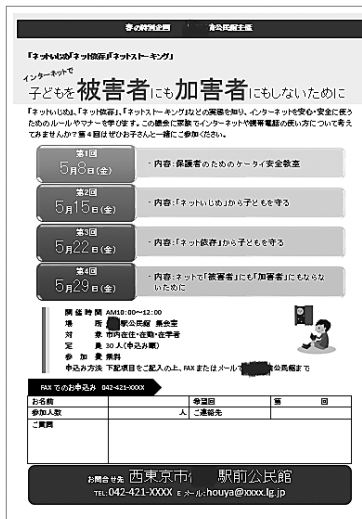 春の特別企画 公民館主催
「ネットいじめ」「ネット依存」「ネットストーキング」
インターネットで
子どもを被害者にも加害者にもしないために
「ネットいじめ」、「ネット依存」、「ネットストーキング」などの実態を知り、インターネットを安心・安全に使う
ためのルールやマナーを学びます。この機会に家族でインターネットや携帯電話の使い方について考え
てみませんか?第4回はぜひお子さんと一緒にご参加ください。
第1回
5月8日(金)
・内容:保護者のためのケータイ安全教室
第2回
5月15日(金)
・内容:「ネットいじめ」から子どもを守る
第3回
5月22日(金)
・内容:「ネット依存」から子どもを守る
第4回
5月29日(金)
・内容:ネットで「被害者」にも「加害者」にもならな
いために
開催時間 AM10:00~12:00
場所 駅公民館 集会室
対象 市内在住・在勤・在学者
定員 30人(申込み順)
参加費 無料
申込み方法 下記項目をご記入の上、FAXまたはメールで 公民館まで
FAXでのお申込み 042-421-XXXX
お名前 希望回 第 回
参加人数 人 ご連絡先
ご質問
お問合せ先 西東京市 駅前公民館
TEL:042-421-XXXX Eメール:houya@xxxx.lg.jp